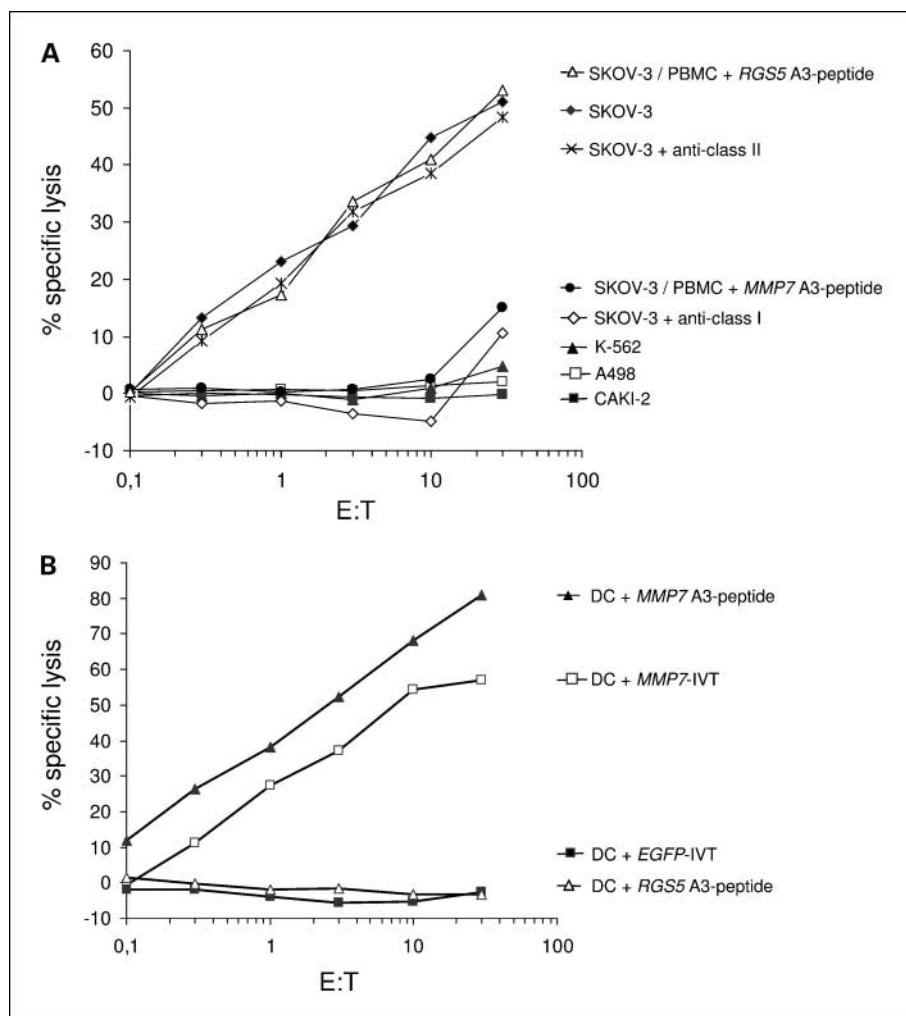 A
60
50
40
30
20
10
0
-10
% specific lysis
0,1
1
10
100
E:T
SKOV-3 / PBMC + RGS5 A3-peptide
SKOV-3
SKOV-3 + anti-class II
SKOV-3 / PBMC + MMP7 A3-peptide
SKOV-3 + anti-class I
K-562
A498
CAKI-2
B
90
80
70
60
50
40
30
20
10
0
-10
% specific lysis
0,1
1
10
100
E:T
DC + MMP7 A3-peptide
DC + MMP7-IVT
DC + EGFP-IVT
DC + RGS5 A3-peptide